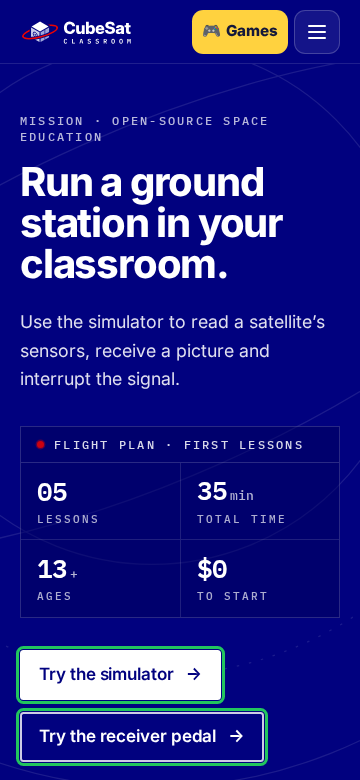 CubeSat
CLASSROOM
🎮 Games
MISSION · OPEN-SOURCE SPACE
EDUCATION
Run a ground
station in your
classroom.
Use the simulator to read a satellite’s
sensors, receive a picture and
interrupt the signal.
FLIGHT PLAN · FIRST LESSONS
05
LESSONS
35 min
TOTAL TIME
13 +
AGES
$0
TO START
Try the simulator →
Try the receiver pedal →